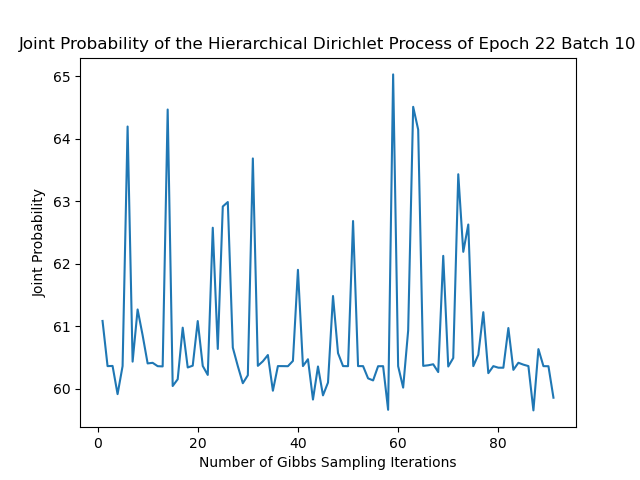 Joint Probability of the Hierarchical Dirichlet Process of Epoch 22 Batch 10
65
64
63
62
61
60
Joint Probability
0 20 40 60 80
Number of Gibbs Sampling Iterations